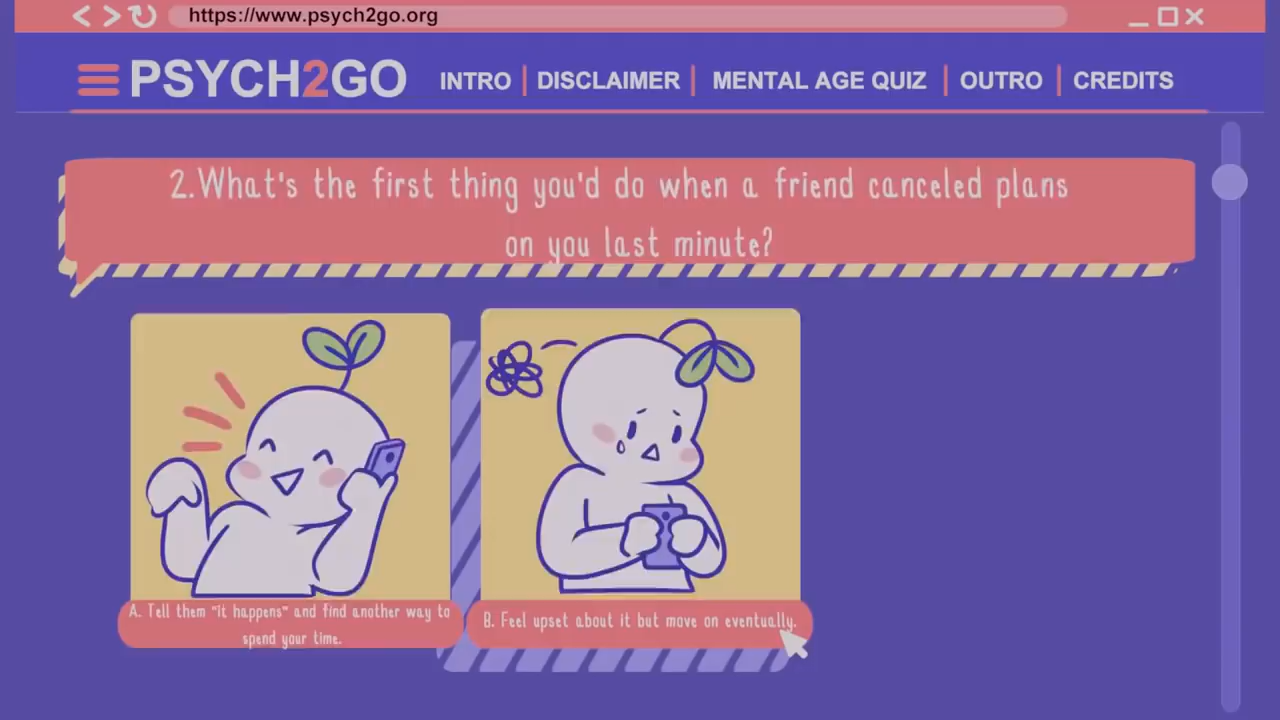 https://www.psych2go.org
PSYCH2GO INTRO DISCLAIMER MENTAL AGE QUIZ OUTRO CREDITS
2.What's the first thing you'd do when a friend canceled plans
on you last minute?
A. Tell them "it happens" and find another way to
spend your time.
B. Feel upset about it but move on eventually.